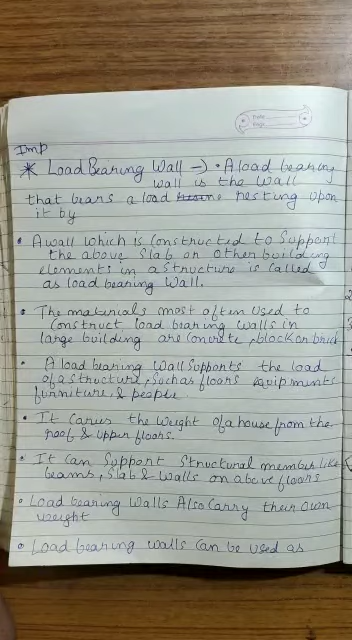 Date
Page
Imp
* Load Bearing Wall → • A load bearing
wall is the wall
that bears a load resting upon
it by
• A wall which is constructed to support
the above slab or other building
elements in a structure is called
as load bearing wall.
• The materials most often used to
construct load bearing walls in
large building are concrete, block or brick
• A load bearing wall supports the load
of a structure, such as floors equipments
furniture, & people.
• It carries the weight of a house from the
roof & upper floors.
• It can support structural member like
beams, slab & walls on above floors
• Load bearing walls Also carry their own
weight
• Load bearing walls can be used as